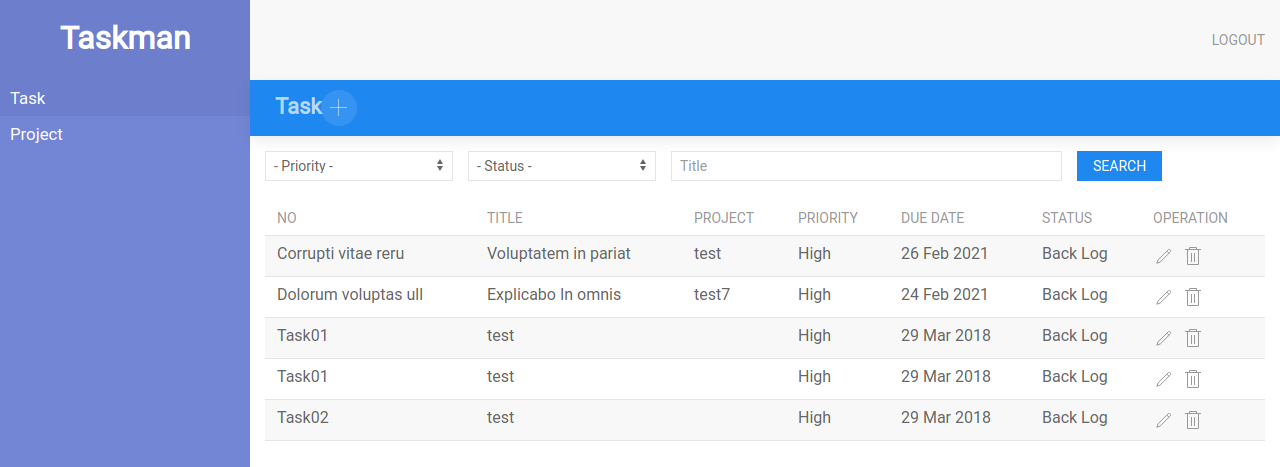 Taskman
LOGOUT
Task
Project
Task
- Priority -
- Status -
Title
SEARCH
NO TITLE PROJECT PRIORITY DUE DATE STATUS OPERATION
Corrupti vitae reru Voluptatem in pariat test High 26 Feb 2021 Back Log
Dolorum voluptas ull Explicabo In omnis test7 High 24 Feb 2021 Back Log
Task01 test High 29 Mar 2018 Back Log
Task01 test High 29 Mar 2018 Back Log
Task02 test High 29 Mar 2018 Back Log